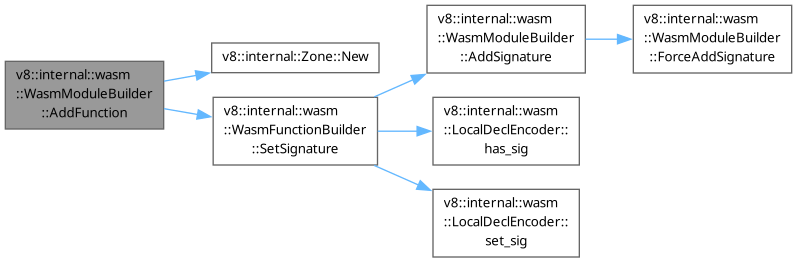 v8::internal::wasm
::WasmModuleBuilder
::AddFunction
v8::internal::Zone::New
v8::internal::wasm
::WasmFunctionBuilder
::SetSignature
v8::internal::wasm
::WasmModuleBuilder
::AddSignature
v8::internal::wasm
::WasmModuleBuilder
::ForceAddSignature
v8::internal::wasm
::LocalDeclEncoder::
has_sig
v8::internal::wasm
::LocalDeclEncoder::
set_sig